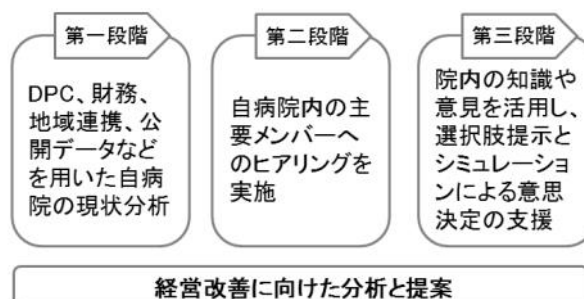 第一段階
DPC、財務、
地域連携、公
開データなど
を用いた自病
院の現状分析
第二段階
自病院内の主
要メンバーへ
のヒアリングを
実施
第三段階
院内の知識や
意見を活用し、
選択肢提示と
シミュレーショ
ンによる意思
決定の支援
経営改善に向けた分析と提案